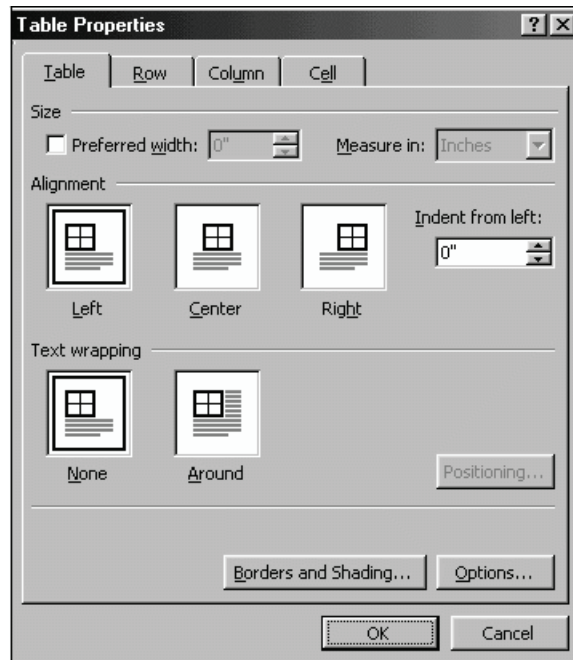 Table Properties ? X
Table Row Column Cell
Size
Preferred width: 0" Measure in: Inches
Alignment
Indent from left:
0"
Left Center Right
Text wrapping
None Around
Positioning...
Borders and Shading... Options...
OK Cancel